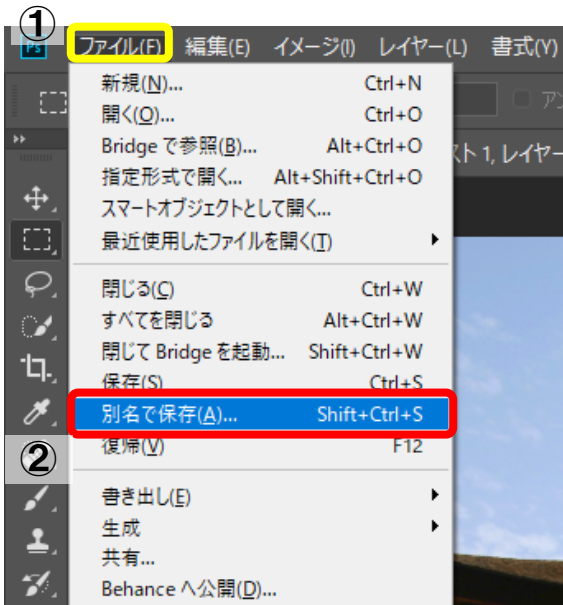 ①
Ps ファイル(F) 編集(E) イメージ(I) レイヤー(L) 書式(Y)
新規(N)... Ctrl+N
開く(O)... Ctrl+O
Bridge で参照(B)... Alt+Ctrl+O
指定形式で開く... Alt+Shift+Ctrl+O
スマートオブジェクトとして開く...
最近使用したファイルを開く(T)
閉じる(C) Ctrl+W
すべてを閉じる Alt+Ctrl+W
閉じて Bridge を起動... Shift+Ctrl+W
保存(S) Ctrl+S
別名で保存(A)... Shift+Ctrl+S
②
復帰(V) F12
書き出し(E)
生成
共有...
Behance へ公開(D)...
1, レイヤー